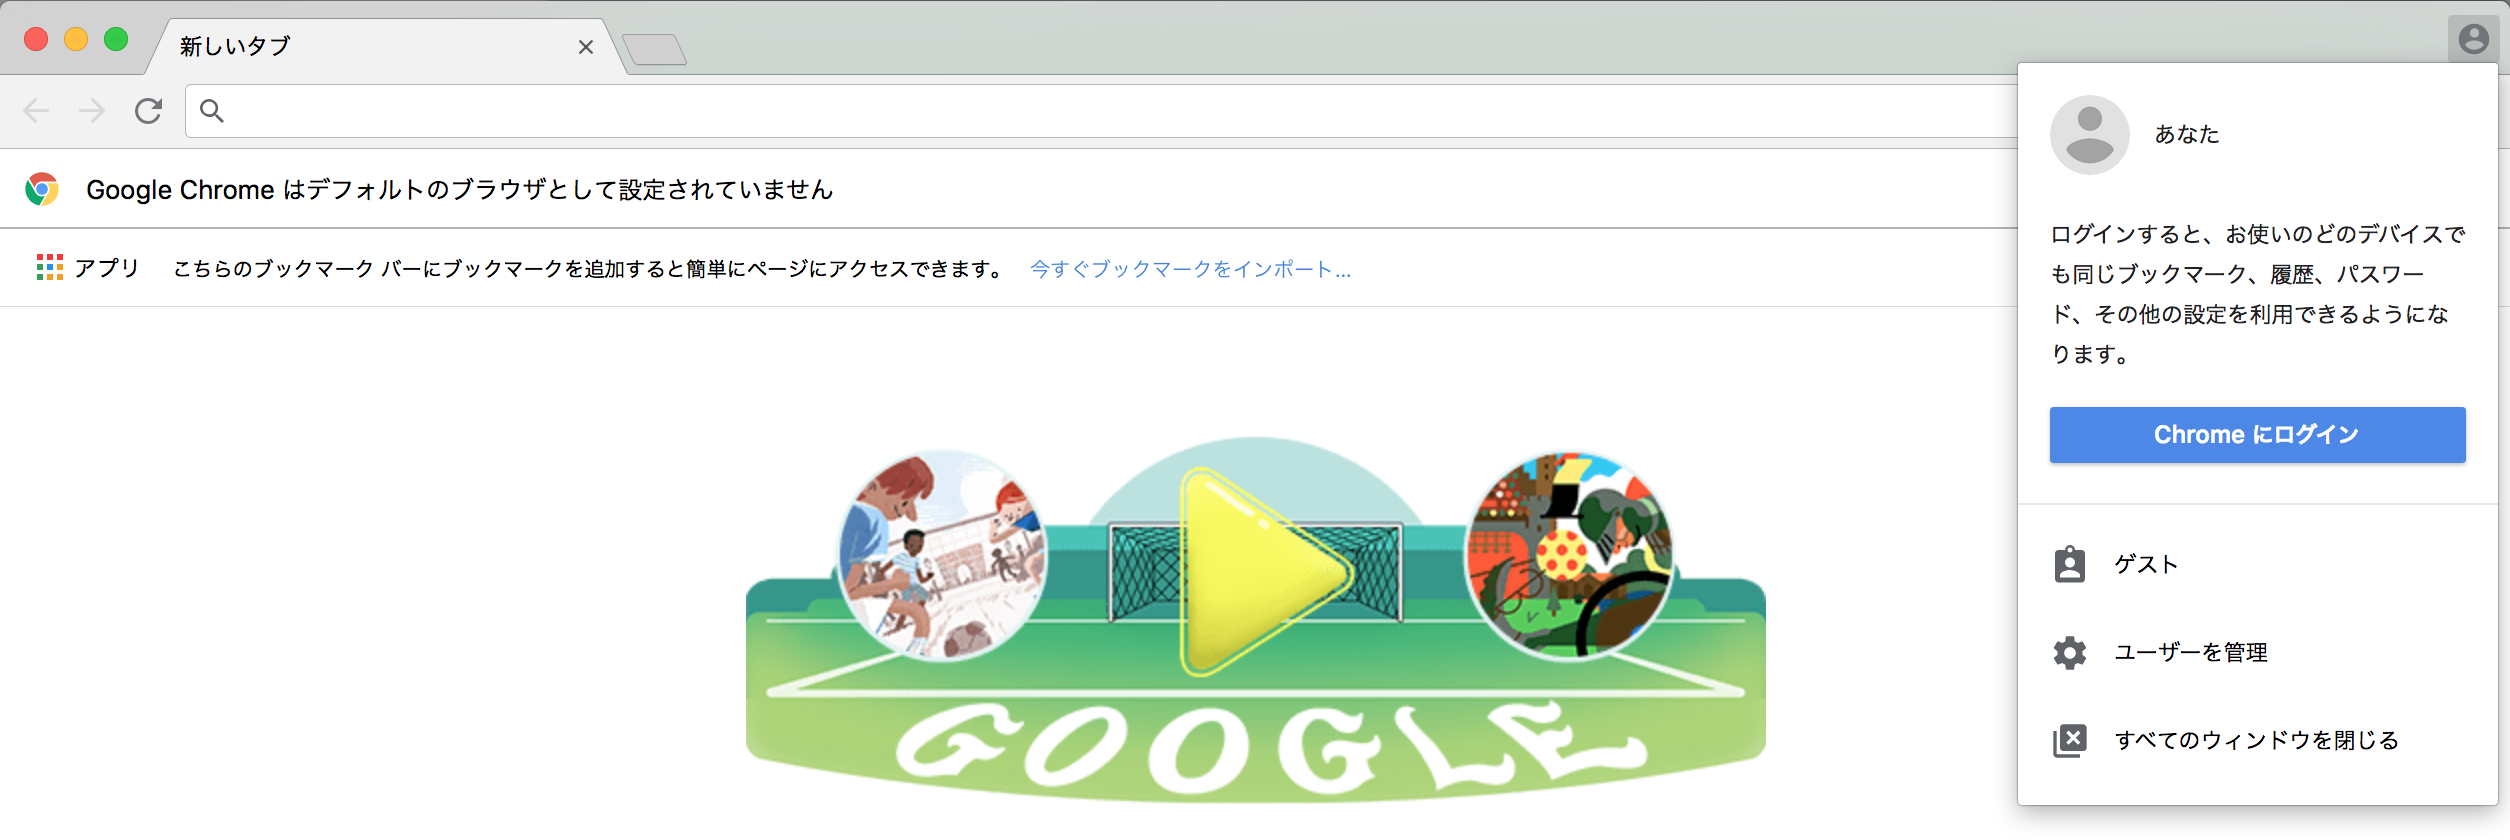 新しいタブ
Google Chrome はデフォルトのブラウザとして設定されていません
アプリ こちらのブックマーク バーにブックマークを追加すると簡単にページにアクセスできます。 今すぐブックマークをインポート...
GOOGLE
あなた
ログインすると、お使いのどのデバイスで
も同じブックマーク、履歴、パスワー
ド、その他の設定を利用できるようにな
ります。
Chrome にログイン
ゲスト
ユーザーを管理
すべてのウィンドウを閉じる